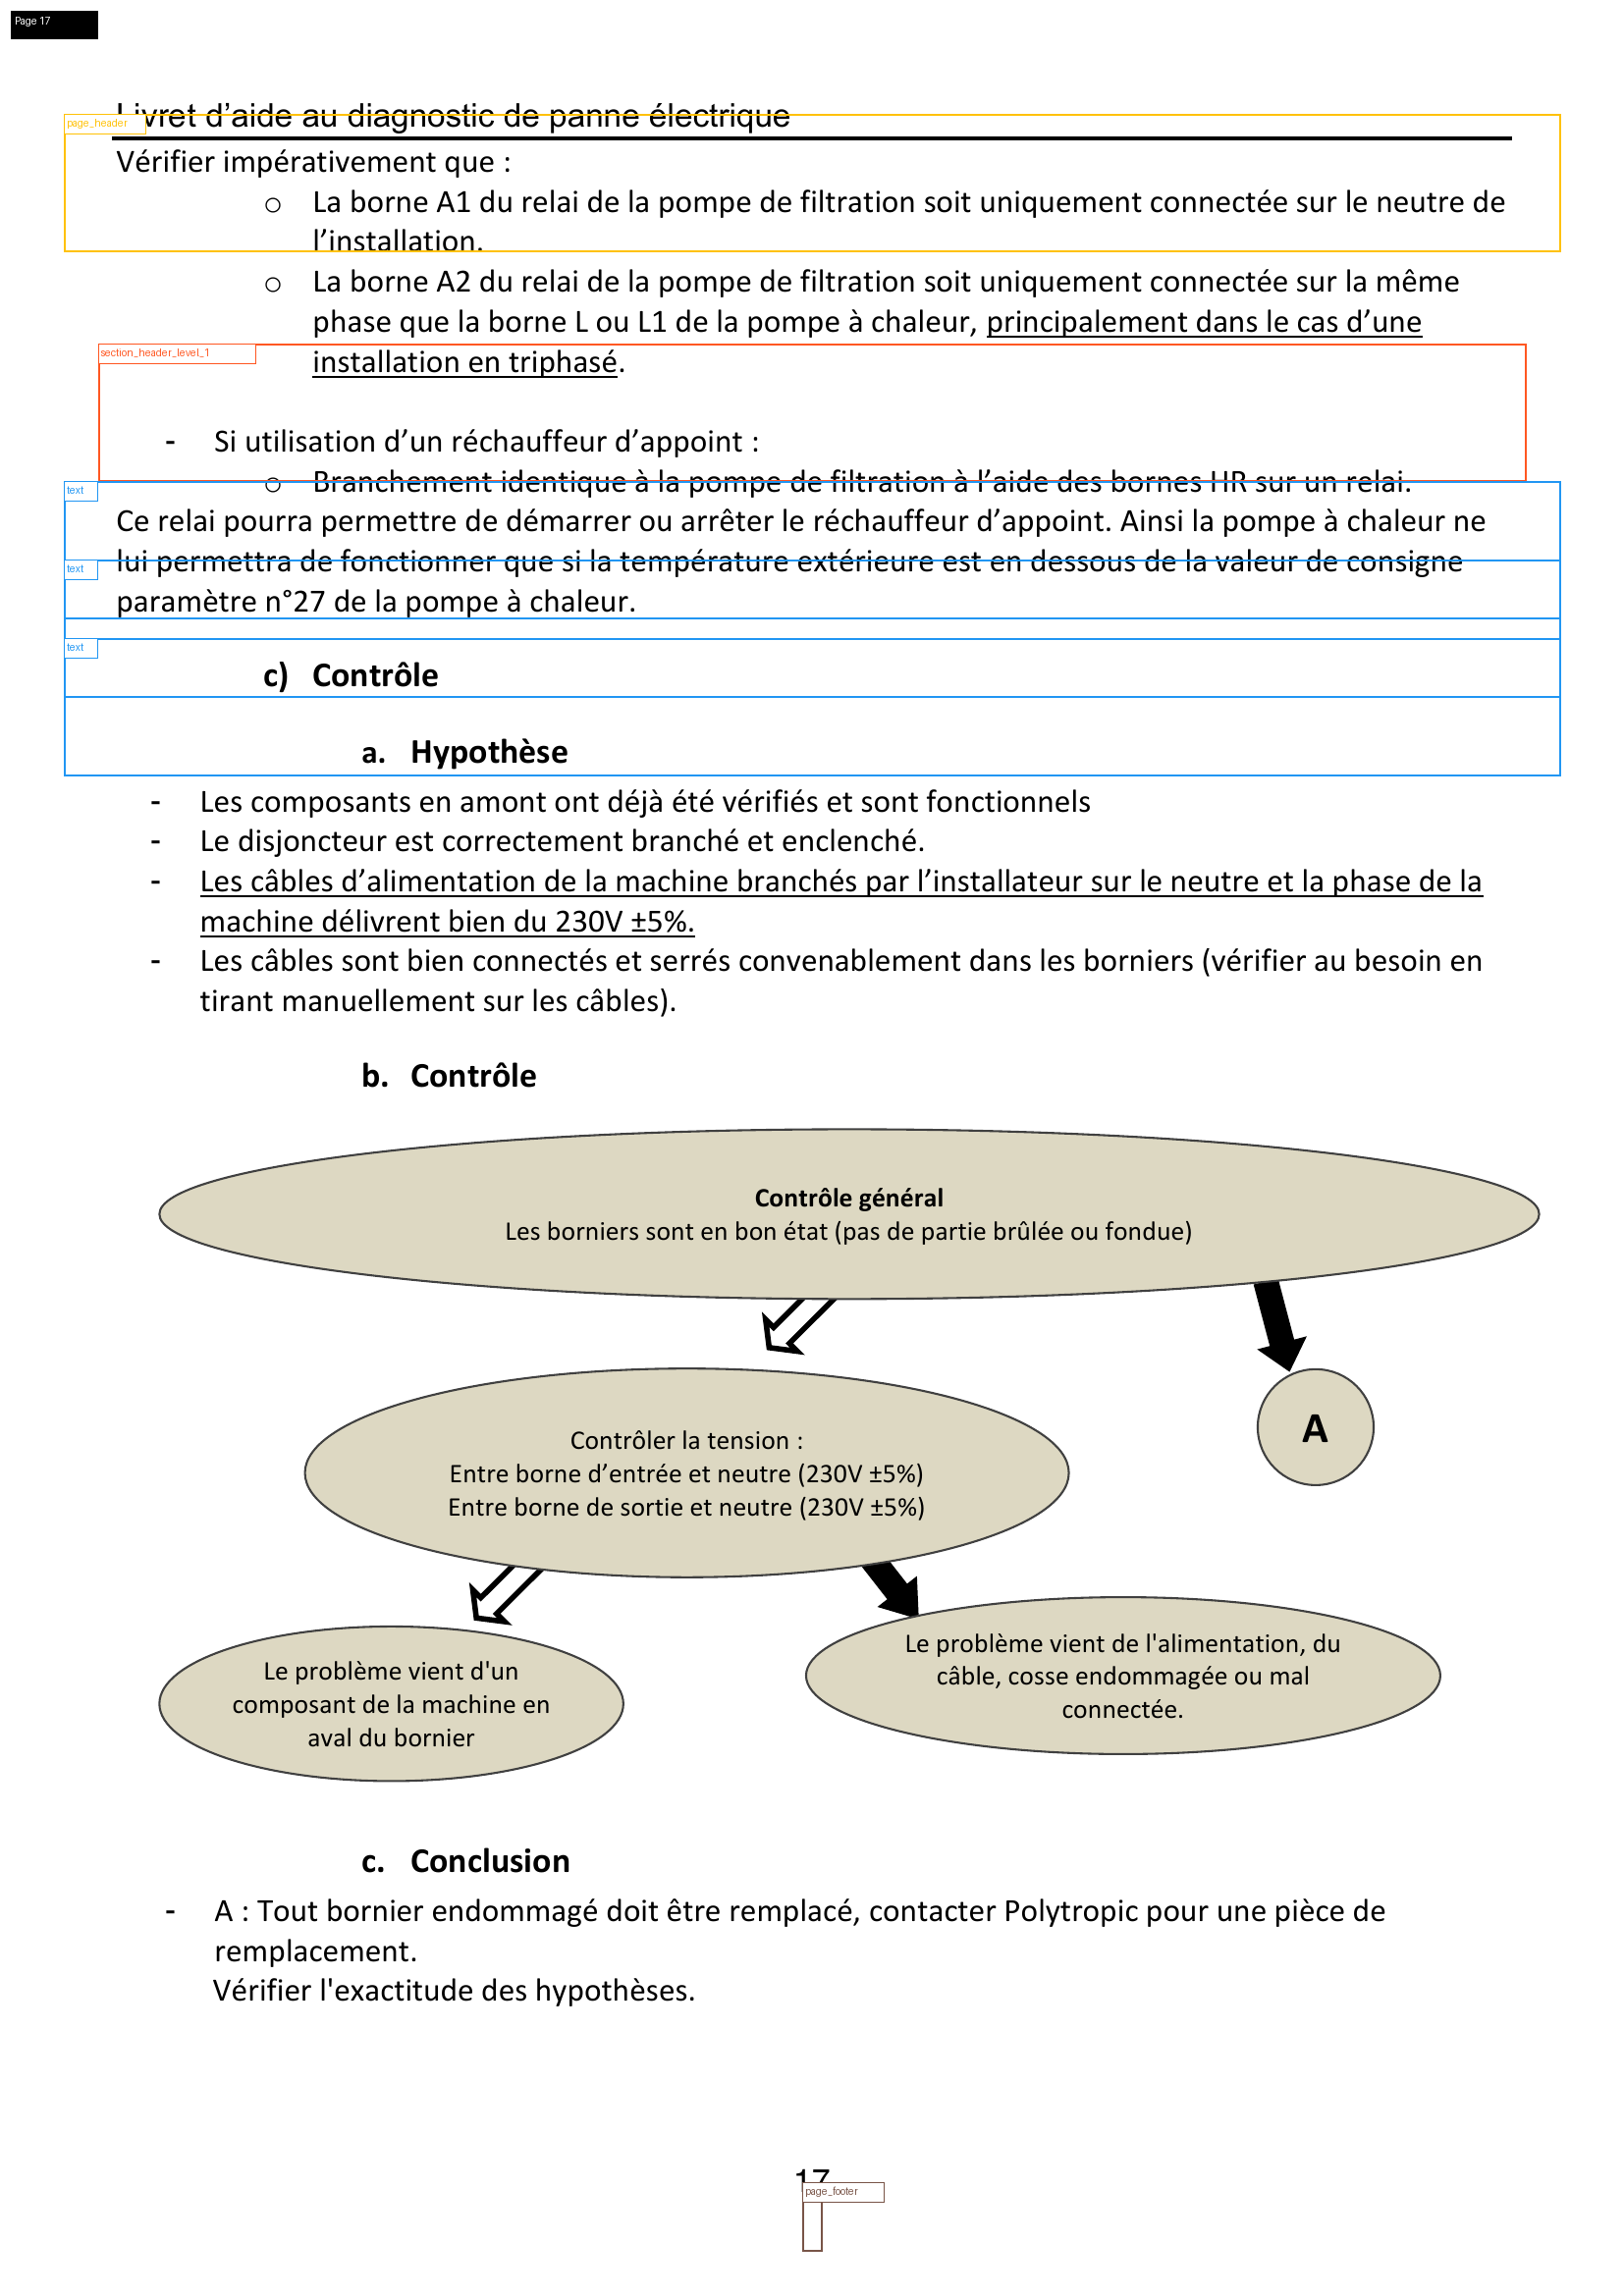 Page 17
Livret d’aide au diagnostic de panne électrique
page_header
Vérifier impérativement que :
o La borne A1 du relai de la pompe de filtration soit uniquement connectée sur le neutre de
l’installation.
o La borne A2 du relai de la pompe de filtration soit uniquement connectée sur la même
phase que la borne L ou L1 de la pompe à chaleur, principalement dans le cas d’une
section_header_level_1
installation en triphasé.
- Si utilisation d’un réchauffeur d’appoint :
o Branchement identique à la pompe de filtration à l’aide des bornes HR sur un relai.
text
Ce relai pourra permettre de démarrer ou arrêter le réchauffeur d’appoint. Ainsi la pompe à chaleur ne
lui permettra de fonctionner que si la température extérieure est en dessous de la valeur de consigne
text
paramètre n°27 de la pompe à chaleur.
text
c) Contrôle
a. Hypothèse
- Les composants en amont ont déjà été vérifiés et sont fonctionnels
- Le disjoncteur est correctement branché et enclenché.
- Les câbles d’alimentation de la machine branchés par l’installateur sur le neutre et la phase de la
machine délivrent bien du 230V ±5%.
- Les câbles sont bien connectés et serrés convenablement dans les borniers (vérifier au besoin en
tirant manuellement sur les câbles).
b. Contrôle
Contrôle général
Les borniers sont en bon état (pas de partie brûlée ou fondue)
A
Contrôler la tension :
Entre borne d’entrée et neutre (230V ±5%)
Entre borne de sortie et neutre (230V ±5%)
Le problème vient d'un
composant de la machine en
aval du bornier
Le problème vient de l'alimentation, du
câble, cosse endommagée ou mal
connectée.
c. Conclusion
- A : Tout bornier endommagé doit être remplacé, contacter Polytropic pour une pièce de
remplacement.
Vérifier l'exactitude des hypothèses.
17
page_footer